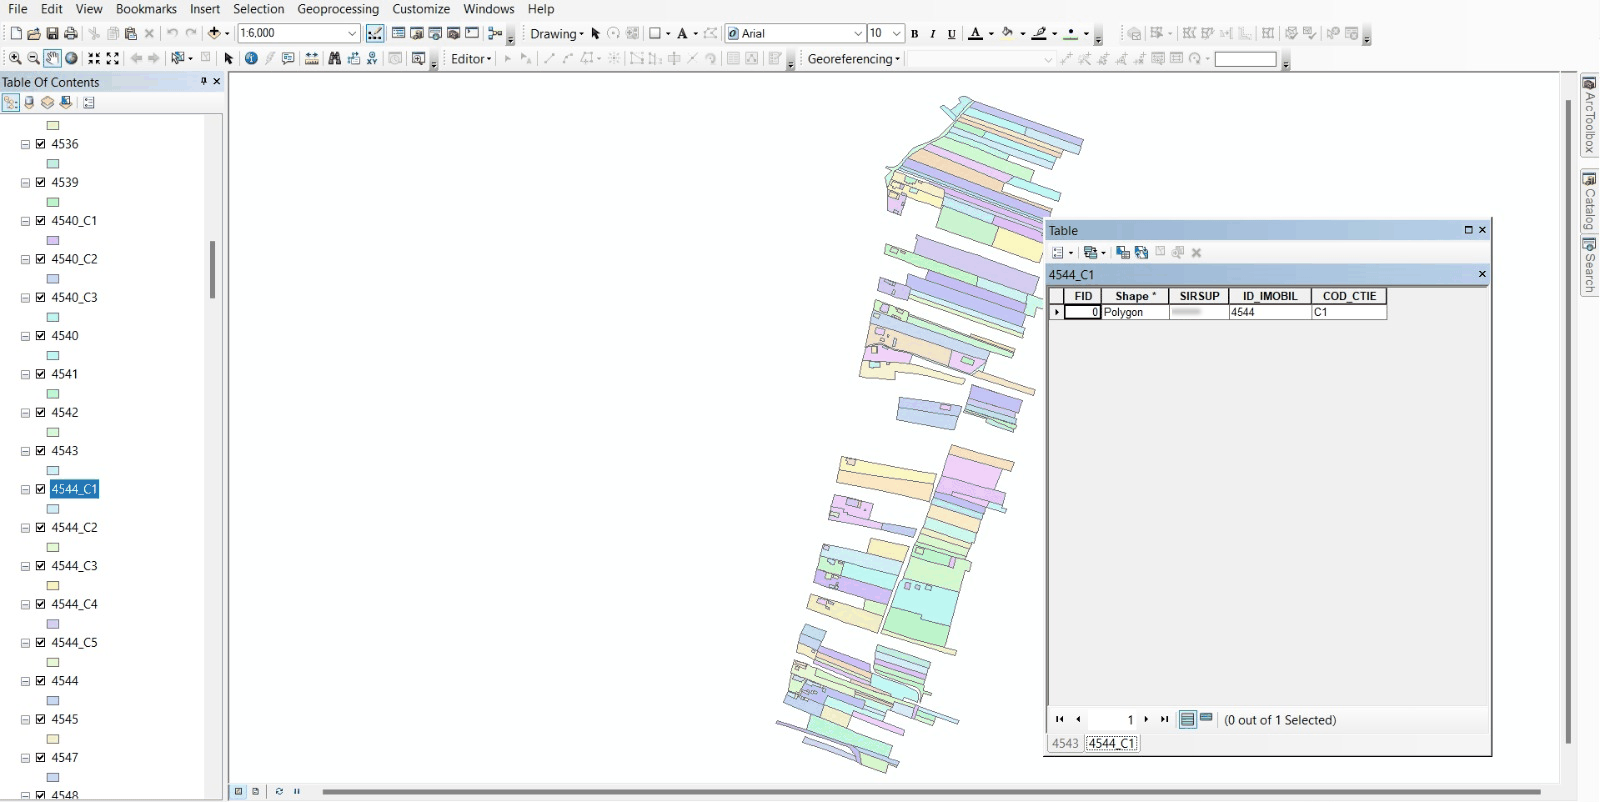 File Edit View Bookmarks Insert Selection Geoprocessing Customize Windows Help
1:6,000 Drawing Arial 10 B I U A
Editor Georeferencing
Table Of Contents
4536
4539
4540_C1
4540_C2
4540_C3
4540
4541
4542
4543
4544_C1
4544_C2
4544_C3
4544_C4
4544_C5
4544
4545
4547
4548
Table
4544_C1
FID Shape * SIRSUP ID_IMOBIL COD_CTIE
0 Polygon 4544 C1
1 (0 out of 1 Selected)
4543 4544_C1
ArcToolbox
Catalog
Search